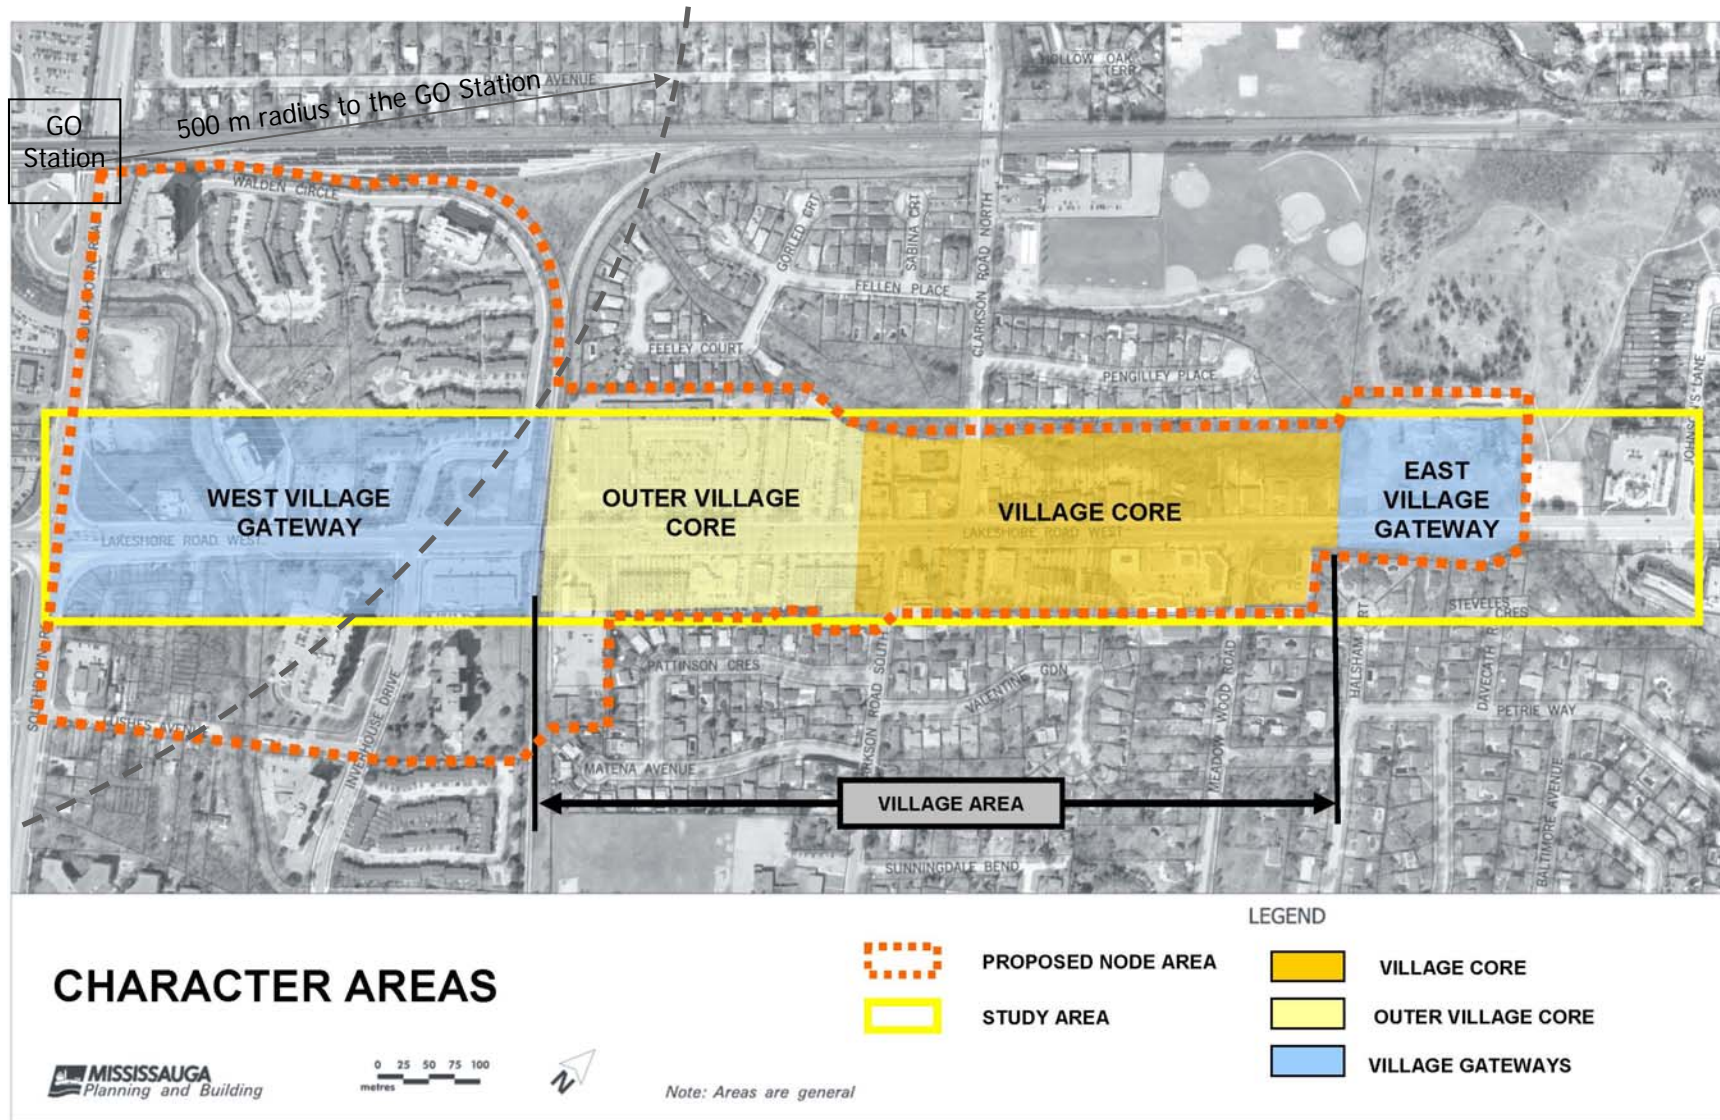 AVENUE
HOLLOW OAK
TERR
500 m radius to the GO Station
GO
Station
WALDEN CIRCLE
GORLED CRT
SABINA CRT
CLARKSON ROAD NORTH
FELLEN PLACE
FEELEY COURT
PENGILLEY PLACE
WEST VILLAGE
GATEWAY
OUTER VILLAGE
CORE
VILLAGE CORE
EAST
VILLAGE
GATEWAY
LAKESHORE ROAD WEST
LAKESHORE ROAD WEST
STEVELES
CRES
PATTINSON CRES
VALENTINE GDN
MEADOW WOOD ROAD
PETRIE WAY
INVERHOUSE DRIVE
MATENA AVENUE
BALTIMORE AVENUE
VILLAGE AREA
SUNNINGDALE BEND
CHARACTER AREAS
LEGEND
PROPOSED NODE AREA
STUDY AREA
VILLAGE CORE
OUTER VILLAGE CORE
VILLAGE GATEWAYS
MISSISSAUGA
Planning and Building
0 25 50 75 100
metres
N
Note: Areas are general